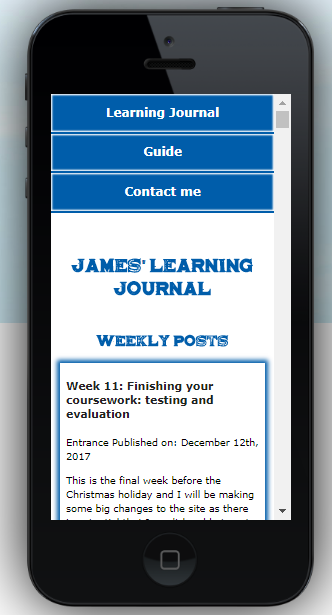 Learning Journal
Guide
Contact me
JAMES' LEARNING
JOURNAL
WEEKLY POSTS
Week 11: Finishing your
coursework: testing and
evaluation
Entrance Published on: December 12th,
2017
This is the final week before the
Christmas holiday and I will be making
some big changes to the site as there